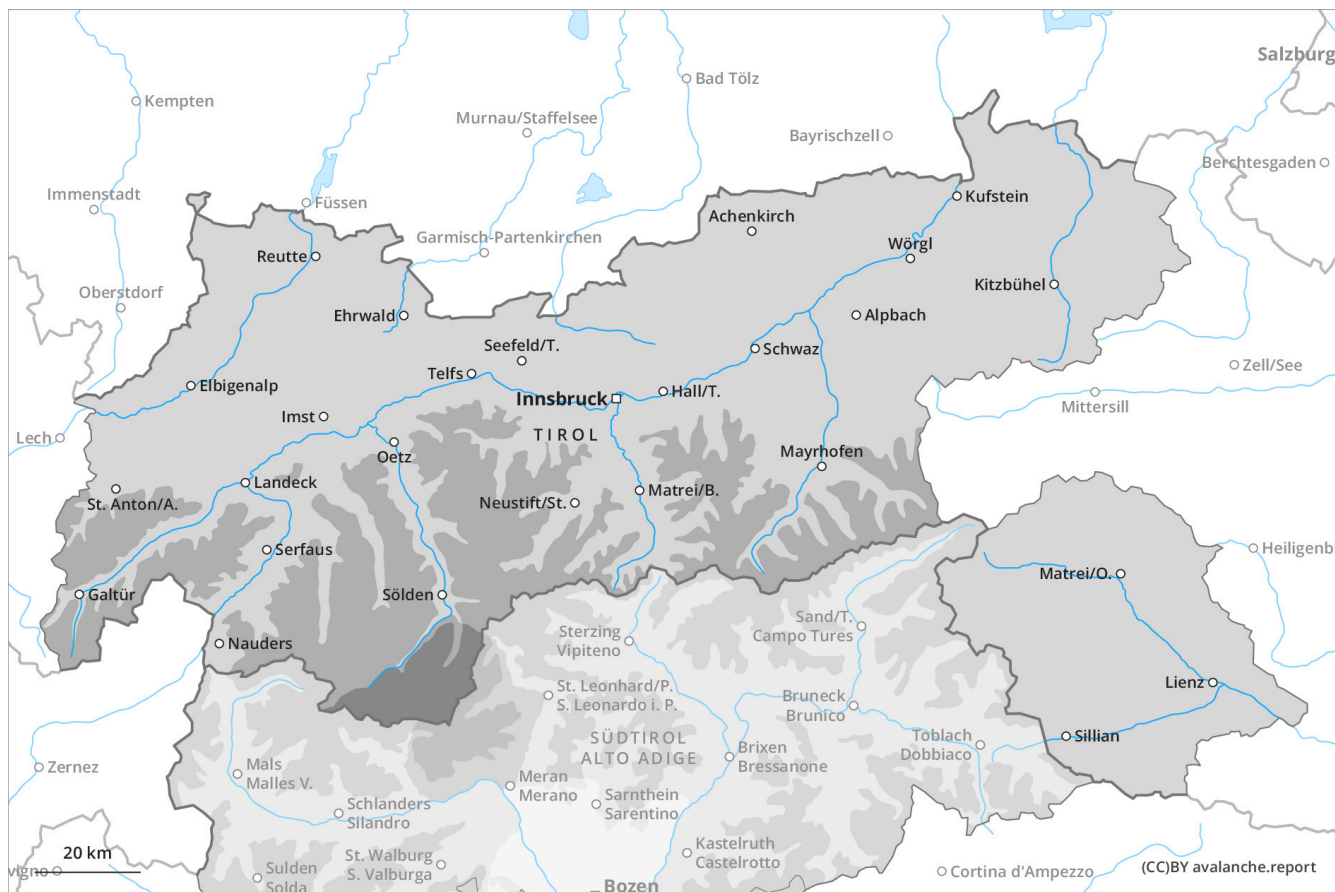 Salzburg
Kempten
Bad Tölz
Murnau/Staffelsee
Bayrischzell
Berchtesgaden
Immenstadt
Füssen
Kufstein
Achenkirch
Garmisch-Partenkirchen
Wörgl
Reutte
Kitzbühel
Oberstdorf
Ehrwald
Alpbach
Seefeld/T.
Schwaz
Zell/See
Telfs
Elbigenalp
Innsbruck
Hall/T.
Mittersill
Imst
TIROL
Lech
Oetz
Mayrhofen
Landeck
Matrei/B.
St. Anton/A.
Neustift/St.
Serfaus
Heiligenb
Matrei/O.
Galtür
Sölden
Sand/T.
Campo Tures
Sterzing
Vipiteno
Nauders
Lienz
St. Leonhard/P.
S. Leonardo i. P.
Bruneck
Brunico
SÜDTIROL
ALTO ADIGE
Toblach
Dobbiaco
Sillian
Brixen
Bressanone
Zernez
Mals
Malles V.
Meran
Merano
Schlanders
Silandro
Sarnthein
Sarentino
Kastelruth
Castelrotto
20 km
St. Walburg
S. Valburga
vigno
Sulden
Solda
Cortina d'Ampezzo
(CC)BY avalanche.report
Bozen